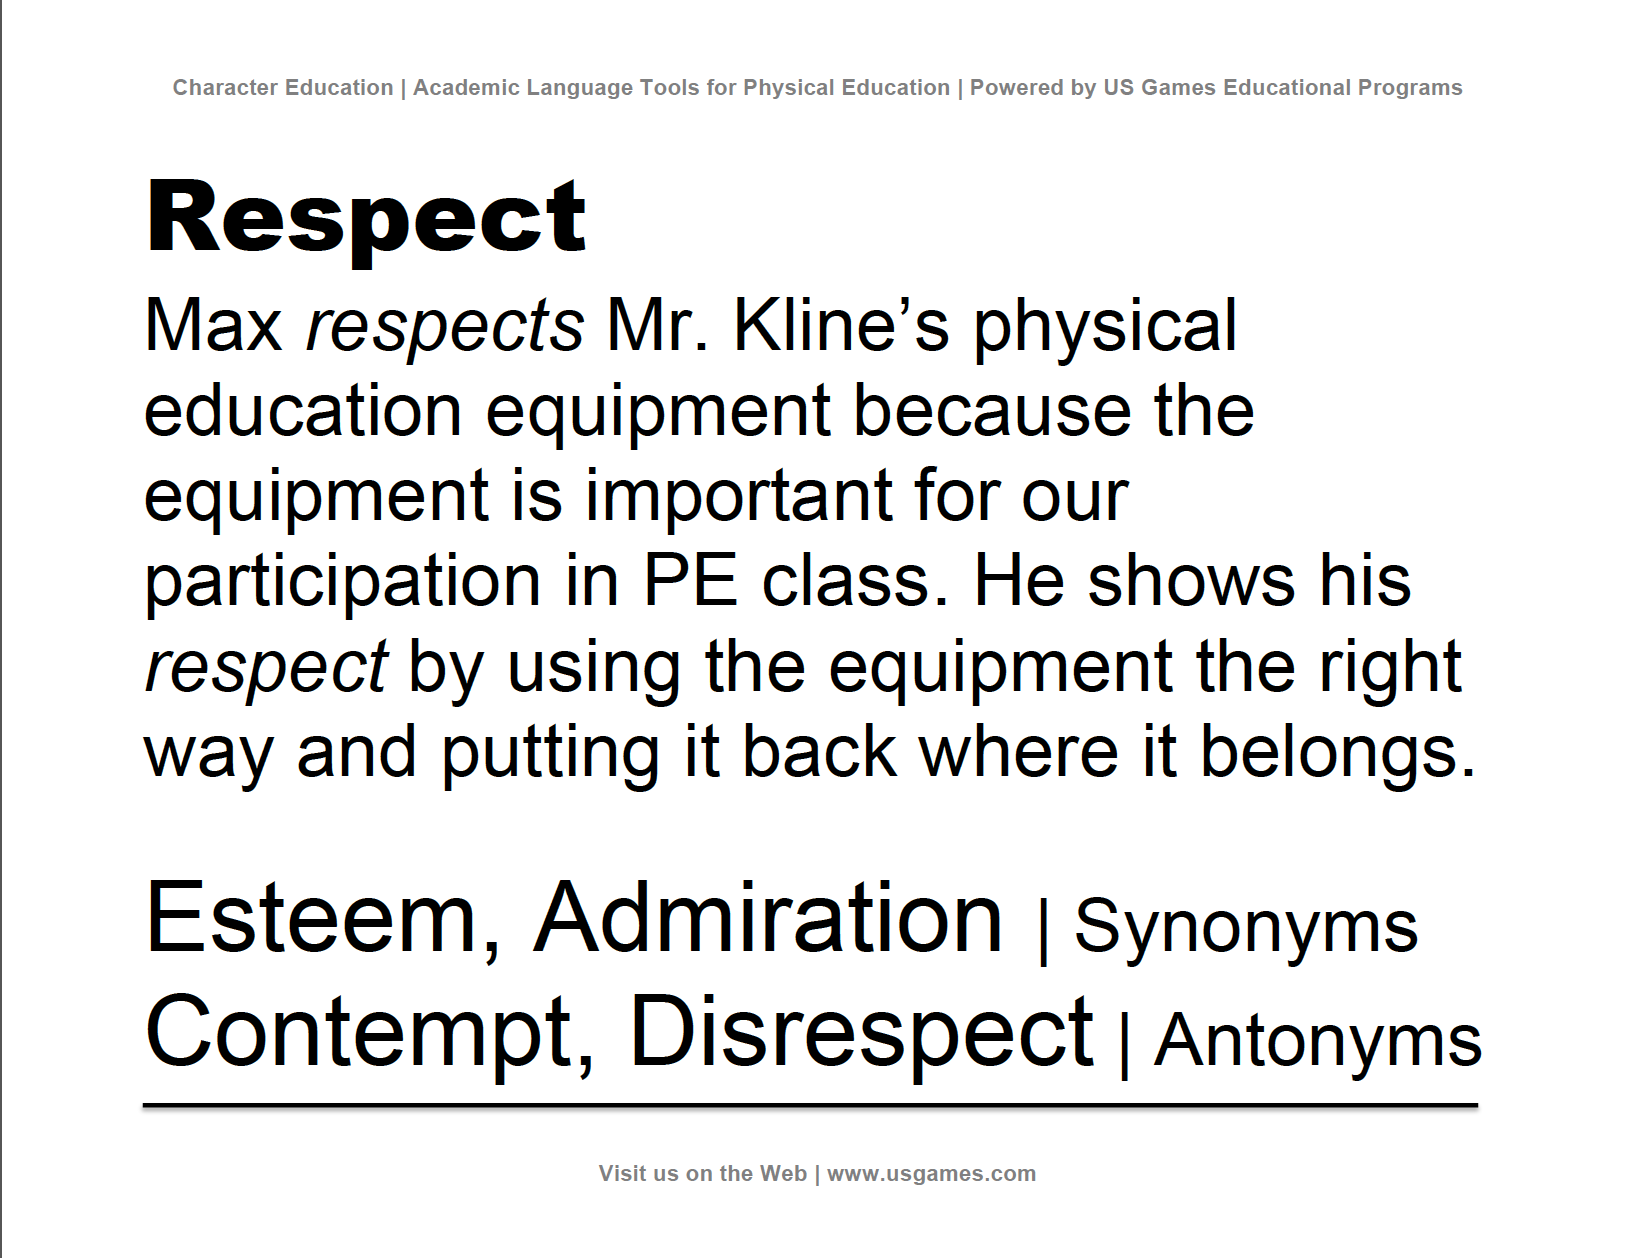 Character Education | Academic Language Tools for Physical Education | Powered by US Games Educational Programs
Respect
Max respects Mr. Kline’s physical
education equipment because the
equipment is important for our
participation in PE class. He shows his
respect by using the equipment the right
way and putting it back where it belongs.
Esteem, Admiration | Synonyms
Contempt, Disrespect | Antonyms
Visit us on the Web | www.usgames.com